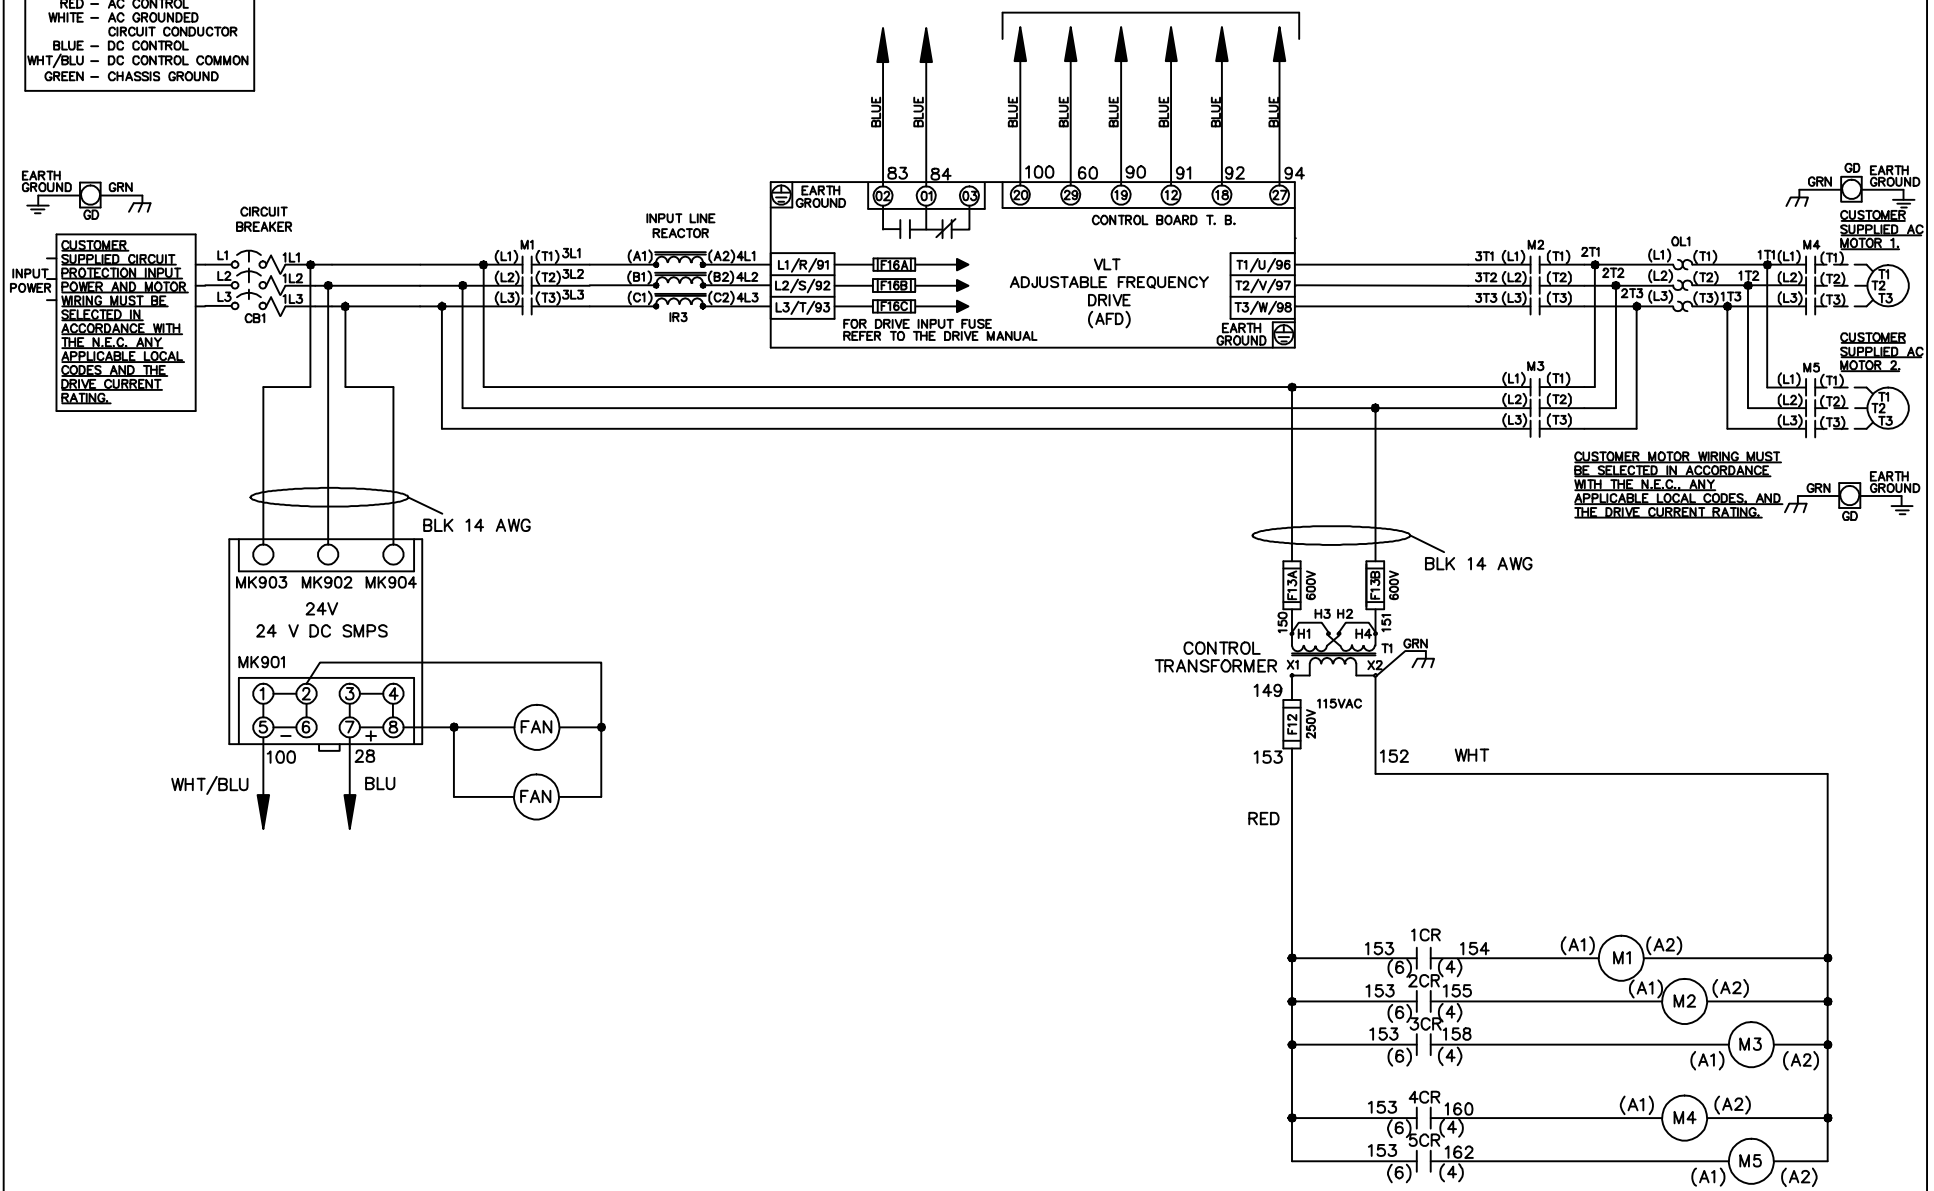 RED – AC CONTROL
WHITE – AC GROUNDED
CIRCUIT CONDUCTOR
BLUE – DC CONTROL
WHT/BLU – DC CONTROL COMMON
GREEN – CHASSIS GROUND
BLUE BLUE BLUE BLUE BLUE BLUE BLUE BLUE
83 84 100 60 90 91 92 94
EARTH
GROUND
GRN
GD
EARTH
GROUND
02 01 03 20 29 19 12 18 27
CONTROL BOARD T. B.
GD EARTH
GRN GROUND
CIRCUIT
BREAKER
INPUT LINE
REACTOR
INPUT
POWER
CUSTOMER
SUPPLIED CIRCUIT
PROTECTION INPUT
POWER AND MOTOR
WIRING MUST BE
SELECTED IN
ACCORDANCE WITH
THE N.E.C. ANY
APPLICABLE LOCAL
CODES AND THE
DRIVE CURRENT
RATING.
L1 1L1
L2 1L2
L3 1L3
CB1
M1
(L1) (T1) 3L1
(L2) (T2) 3L2
(L3) (T3) 3L3
(A1) (A2) 4L1
(B1) (B2) 4L2
(C1) (C2) 4L3
IR3
L1/R/91 F16A
L2/S/92 F16B
L3/T/93 F16C
FOR DRIVE INPUT FUSE
REFER TO THE DRIVE MANUAL
VLT
ADJUSTABLE FREQUENCY
DRIVE
(AFD)
T1/U/96
T2/V/97
T3/W/98
EARTH
GROUND
M2
3T1 (L1) (T1) 2T1
3T2 (L2) (T2) 2T2
3T3 (L3) (T3) 2T3
OL1
(L1) (T1) 1T1
(L2) (T2) 1T2
(L3) (T3) 1T3
M4
(L1) (T1)
(L2) (T2)
(L3) (T3)
CUSTOMER
SUPPLIED AC
MOTOR 1.
T1
T2
T3
M3
(L1) (T1)
(L2) (T2)
(L3) (T3)
M5
(L1) (T1)
(L2) (T2)
(L3) (T3)
CUSTOMER
SUPPLIED AC
MOTOR 2.
T1
T2
T3
CUSTOMER MOTOR WIRING MUST
BE SELECTED IN ACCORDANCE
WITH THE N.E.C., ANY
APPLICABLE LOCAL CODES, AND
THE DRIVE CURRENT RATING.
GRN
GD
EARTH
GROUND
BLK 14 AWG
MK903 MK902 MK904
24V
24 V DC SMPS
MK901
1 2 3 4
5 – 6 7 + 8
100 28
WHT/BLU BLU
FAN
FAN
BLK 14 AWG
F13A 600V F13B 600V
150 151
H3 H2
H1 H4
T1
GRN
CONTROL
TRANSFORMER
X1 X2
149
115VAC
F12 250V
153 152 WHT
RED
1CR
153 154 (A1) M1 (A2)
(6) (4)
2CR
153 155 (A1) M2 (A2)
(6) (4)
3CR
153 158 M3
(6) (4) (A1) (A2)
4CR
153 160 (A1) M4 (A2)
(6) (4)
5CR
153 162 M5
(6) (4) (A1) (A2)